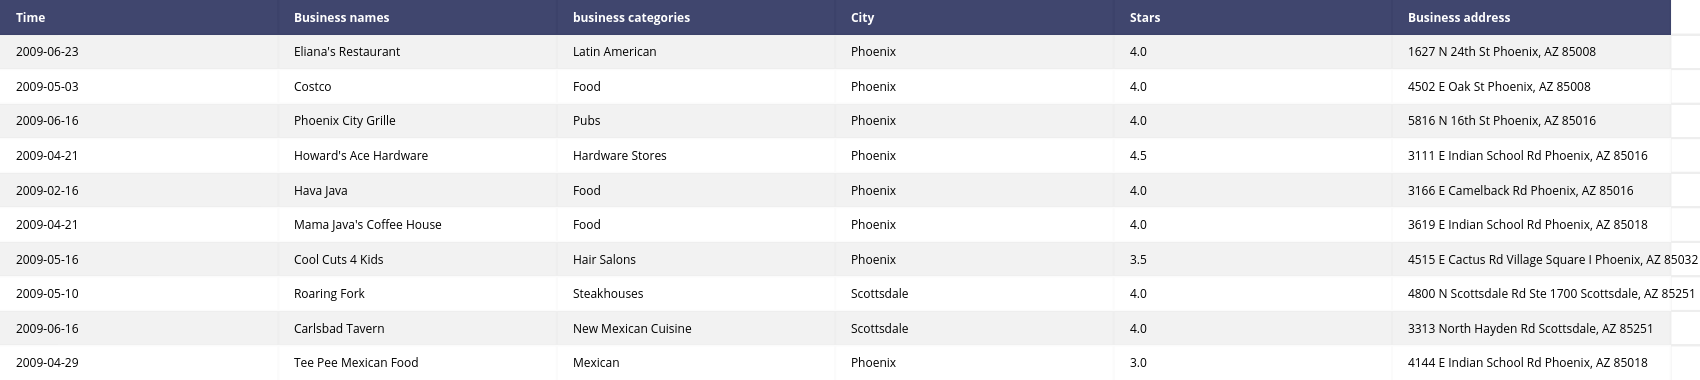 Time Business names business categories City Stars Business address
2009-06-23 Eliana's Restaurant Latin American Phoenix 4.0 1627 N 24th St Phoenix, AZ 85008
2009-05-03 Costco Food Phoenix 4.0 4502 E Oak St Phoenix, AZ 85008
2009-06-16 Phoenix City Grille Pubs Phoenix 4.0 5816 N 16th St Phoenix, AZ 85016
2009-04-21 Howard's Ace Hardware Hardware Stores Phoenix 4.5 3111 E Indian School Rd Phoenix, AZ 85016
2009-02-16 Hava Java Food Phoenix 4.0 3166 E Camelback Rd Phoenix, AZ 85016
2009-04-21 Mama Java's Coffee House Food Phoenix 4.0 3619 E Indian School Rd Phoenix, AZ 85018
2009-05-16 Cool Cuts 4 Kids Hair Salons Phoenix 3.5 4515 E Cactus Rd Village Square I Phoenix, AZ 85032
2009-05-10 Roaring Fork Steakhouses Scottsdale 4.0 4800 N Scottsdale Rd Ste 1700 Scottsdale, AZ 85251
2009-06-16 Carlsbad Tavern New Mexican Cuisine Scottsdale 4.0 3313 North Hayden Rd Scottsdale, AZ 85251
2009-04-29 Tee Pee Mexican Food Mexican Phoenix 3.0 4144 E Indian School Rd Phoenix, AZ 85018